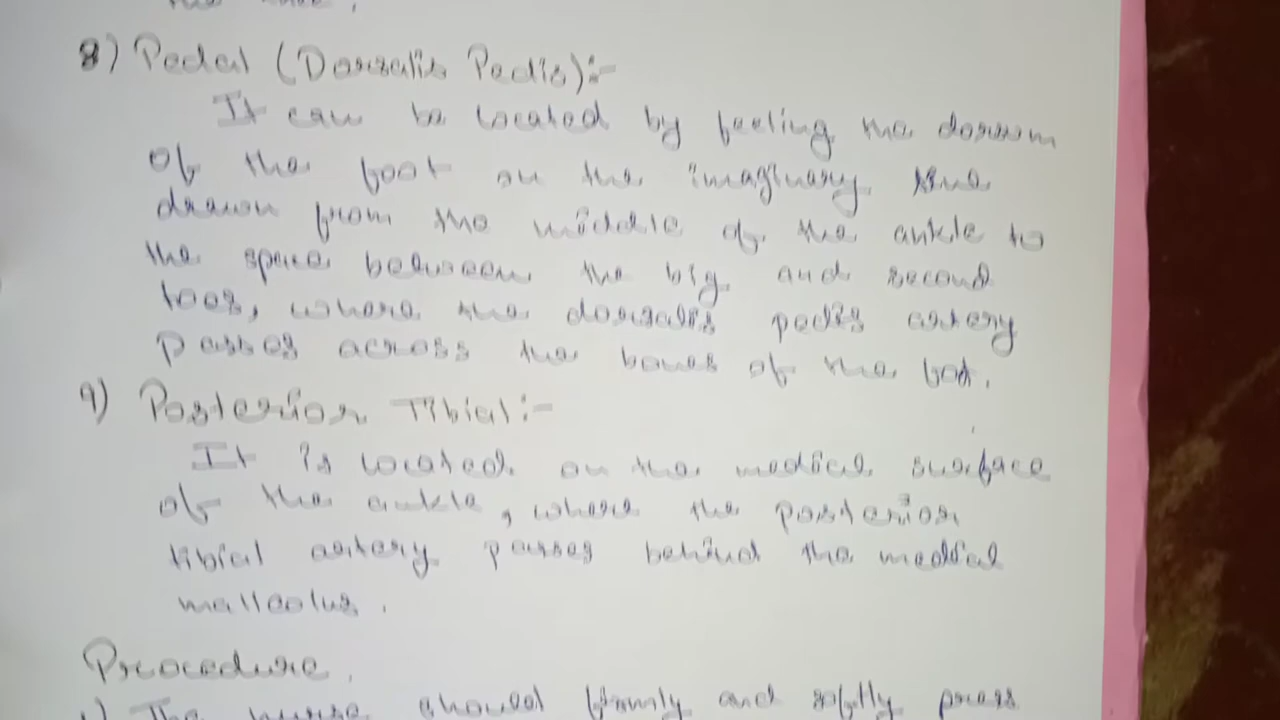 8) Pedal (Dorsalis Pedis):-
It can be located by feeling the dorsum
of the foot on the imaginary line
drawn from the middle of the ankle to
the space between the big and second
toes, where the dorsalis pedis artery
passes across the bones of the foot.
9) Posterior Tibial:-
It is located on the medical surface
of the ankle, where the posterior
tibial artery passes behind the medical
malleolus.
Procedure.
1) The nurse should firmly and softly press